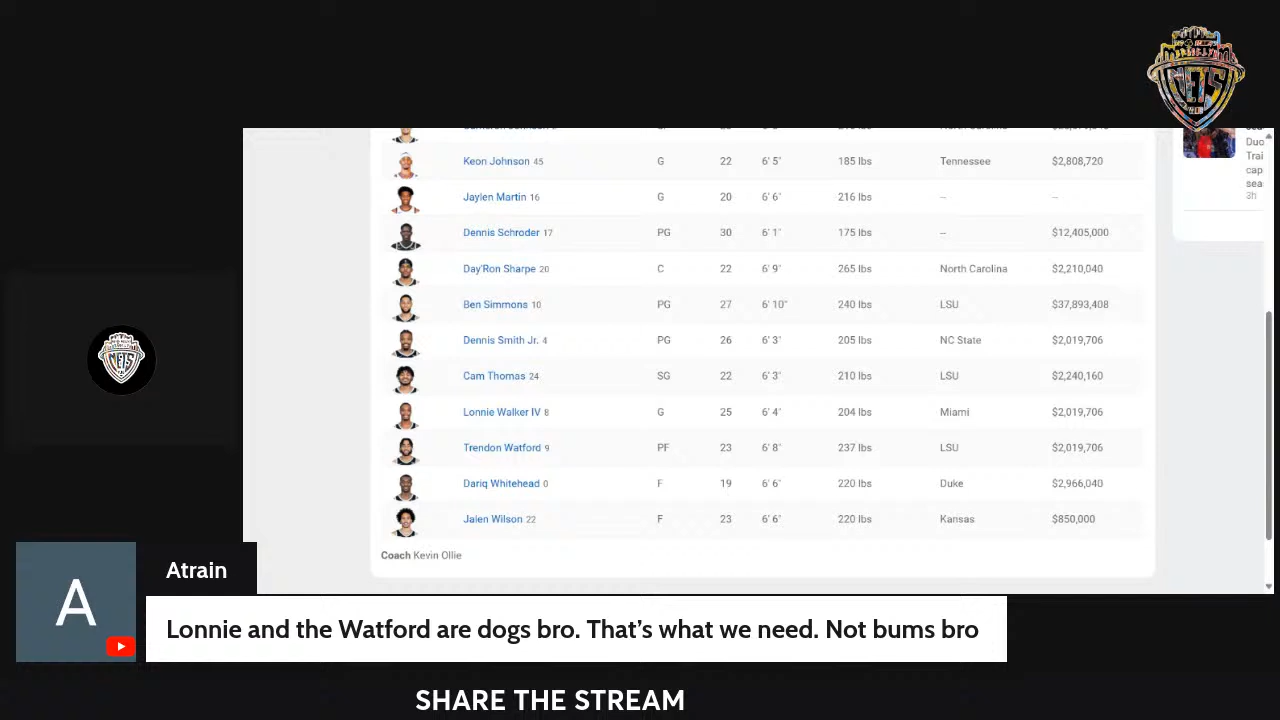 Keon Johnson 45 G 22 6' 5" 185 lbs Tennessee $2,808,720
Jaylen Martin 16 G 20 6' 6" 216 lbs -- --
Dennis Schroder 17 PG 30 6' 1" 175 lbs -- $12,405,000
Day'Ron Sharpe 20 C 22 6' 9" 265 lbs North Carolina $2,210,040
Ben Simmons 10 PG 27 6' 10" 240 lbs LSU $37,893,408
Dennis Smith Jr. 4 PG 26 6' 3" 205 lbs NC State $2,019,706
Cam Thomas 24 SG 22 6' 3" 210 lbs LSU $2,240,160
Lonnie Walker IV 8 G 25 6' 4" 204 lbs Miami $2,019,706
Trendon Watford 9 PF 23 6' 8" 237 lbs LSU $2,019,706
Dariq Whitehead 0 F 19 6' 6" 220 lbs Duke $2,966,040
Jalen Wilson 22 F 23 6' 6" 220 lbs Kansas $850,000
Coach Kevin Ollie
Duo
Trai
cap
sea
3h
NETS
NETS
A
Atrain
Lonnie and the Watford are dogs bro. That's what we need. Not bums bro
SHARE THE STREAM